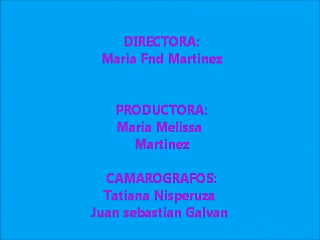 DIRECTORA:
Maria Fnd Martinez
PRODUCTORA:
Maria Melissa
Martinez
CAMAROGRAFOS:
Tatiana Nisperuza
Juan sebastian Galvan